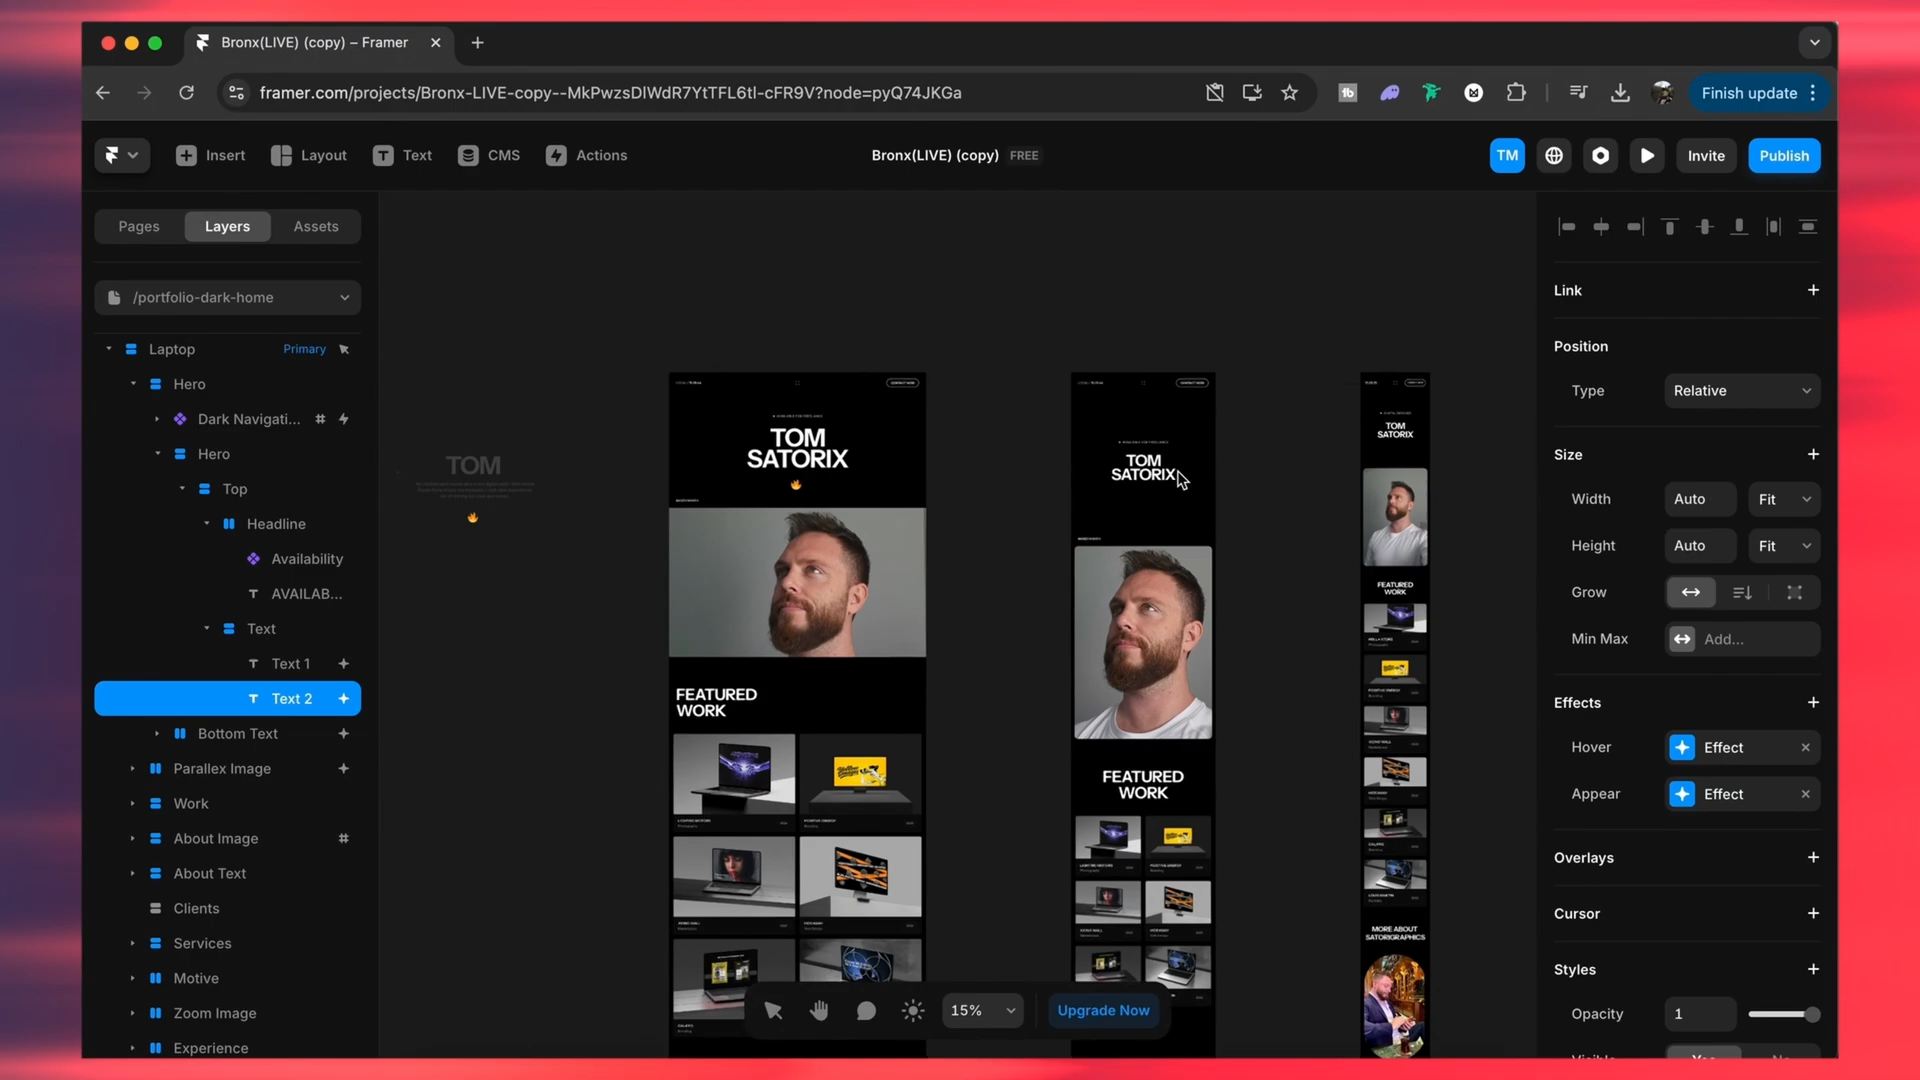 Bronx(LIVE) (copy) – Framer
framer.com/projects/Bronx-LIVE-copy--MkPwzsDlWdR7YtTFL6tl-cFR9V?node=pyQ74JKGa
Finish update
Insert
Layout
Text
CMS
Actions
Bronx(LIVE) (copy)
FREE
TM
Invite
Publish
Pages
Layers
Assets
/portfolio-dark-home
Laptop
Primary
Hero
Dark Navigati...
Hero
Top
Headline
Availability
AVAILAB...
Text
Text 1
Text 2
Bottom Text
Parallex Image
Work
About Image
About Text
Clients
Services
Motive
Zoom Image
Experience
TOM
TOM
SATORIX
FEATURED
WORK
TOM
SATORIX
FEATURED
WORK
TOM
SATORIX
FEATURED
WORK
MORE ABOUT
SATORIGRAPHICS
15%
Upgrade Now
Link
Position
Type
Relative
Size
Width
Auto
Fit
Height
Auto
Fit
Grow
Min Max
Add...
Effects
Hover
Effect
Appear
Effect
Overlays
Cursor
Styles
Opacity
1